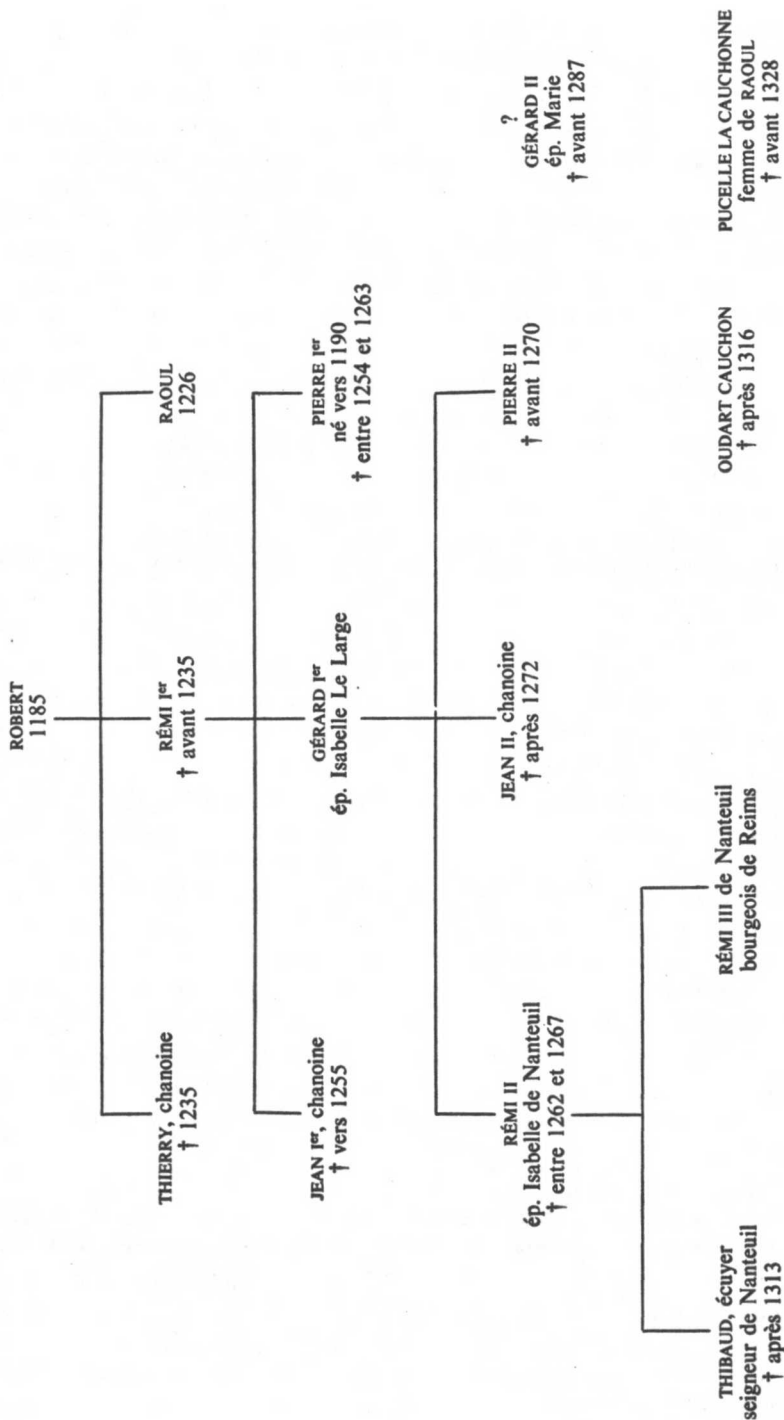 ROBERT
1185
THIERRY, chanoine
† 1235
RÉMI Iᵉʳ
† avant 1235
RAOUL
1226
JEAN Iᵉʳ, chanoine
† vers 1255
GÉRARD Iᵉʳ
ép. Isabelle Le Large
PIERRE Iᵉʳ
né vers 1190
† entre 1254 et 1263
RÉMI II
ép. Isabelle de Nanteuil
† entre 1262 et 1267
JEAN II, chanoine
† après 1272
PIERRE II
† avant 1270
?
GÉRARD II
ép. Marie
† avant 1287
THIBAUD, écuyer
seigneur de Nanteuil
† après 1313
RÉMI III de Nanteuil
bourgeois de Reims
OUDART CAUCHON
† après 1316
PUCELLE LA CAUCHONNE
femme de RAOUL
† avant 1328